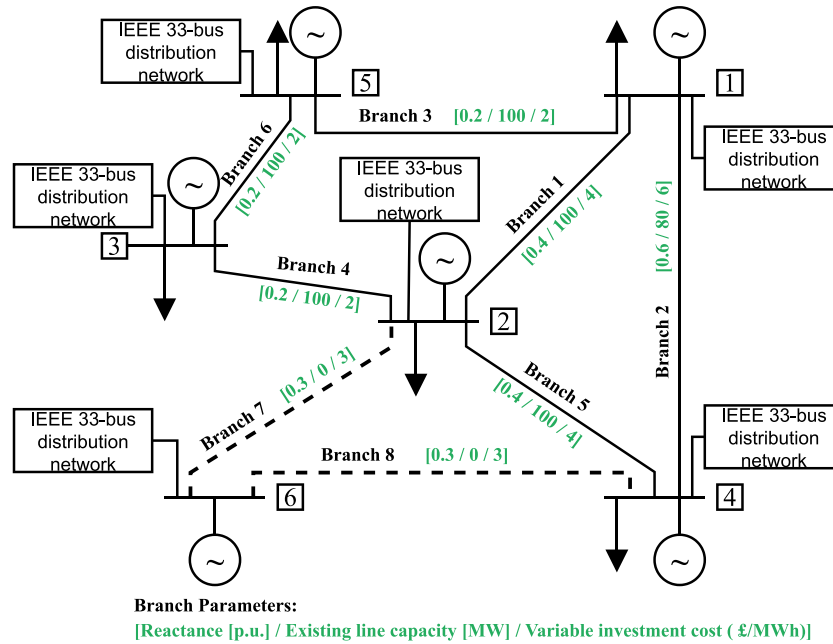 IEEE 33-bus
distribution
network
~
5
~
1
Branch 3 [0.2 / 100 / 2]
IEEE 33-bus
distribution
network
Branch 6
[0.2 / 100 / 2]
IEEE 33-bus
distribution
network
~
3
IEEE 33-bus
distribution
network
~
2
Branch 1
[0.4 / 100 / 4]
[0.6 / 80 / 6]
Branch 2
Branch 4
[0.2 / 100 / 2]
Branch 7
[0.3 / 0 / 3]
Branch 5
[0.4 / 100 / 4]
IEEE 33-bus
distribution
network
Branch 8 [0.3 / 0 / 3]
IEEE 33-bus
distribution
network
6
~
4
~
Branch Parameters:
[Reactance [p.u.] / Existing line capacity [MW] / Variable investment cost ( £/MWh)]